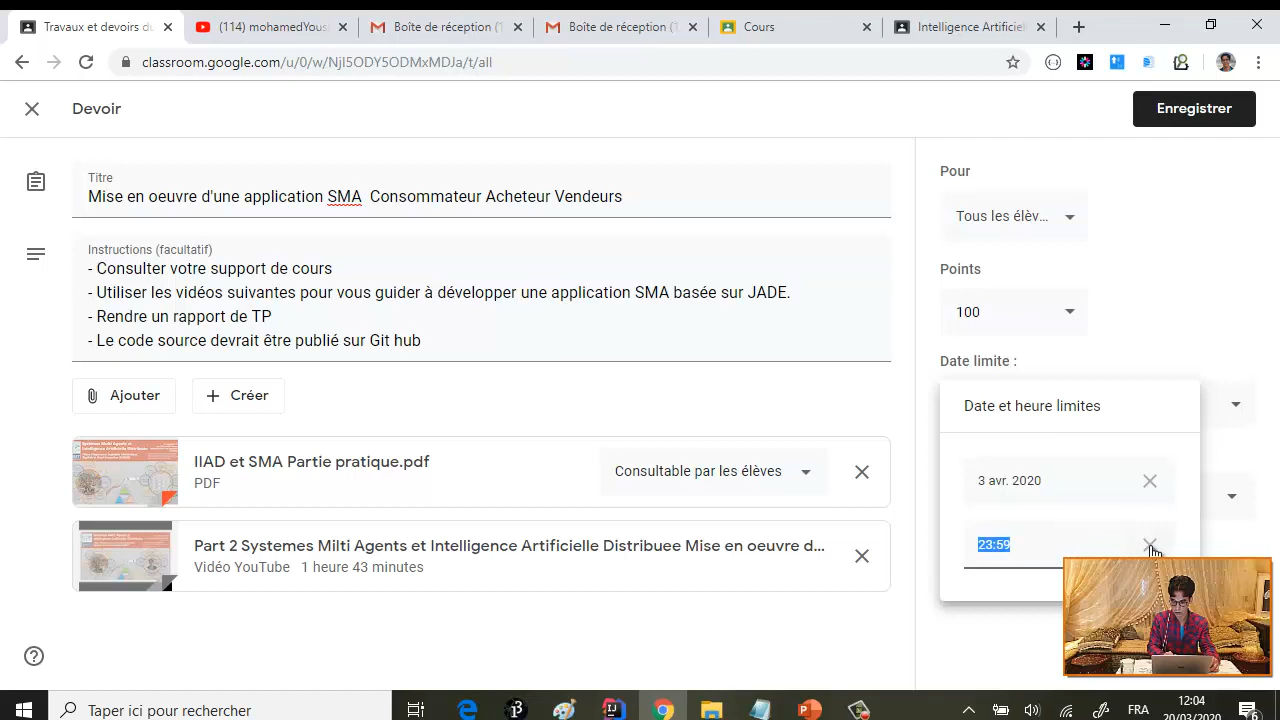 Travaux et devoirs du
(114) mohamedYous
Boîte de réception (1
Boîte de réception (1
Cours
Intelligence Artificiel
classroom.google.com/u/0/w/NjI5ODY5ODMxMDJa/t/all
Devoir
Enregistrer
Titre
Mise en oeuvre d'une application SMA  Consommateur Acheteur Vendeurs
Instructions (facultatif)
- Consulter votre support de cours
- Utiliser les vidéos suivantes pour vous guider à développer une application SMA basée sur JADE.
- Rendre un rapport de TP
- Le code source devrait être publié sur Git hub
Ajouter
Créer
IIAD et SMA Partie pratique.pdf
PDF
Consultable par les élèves
Part 2 Systemes Milti Agents et Intelligence Artificielle Distribuee Mise en oeuvre d...
Vidéo YouTube 1 heure 43 minutes
Pour
Tous les élèv...
Points
100
Date limite :
Date et heure limites
3 avr. 2020
23:59
Taper ici pour rechercher
FRA
12:04
20/03/2020
6